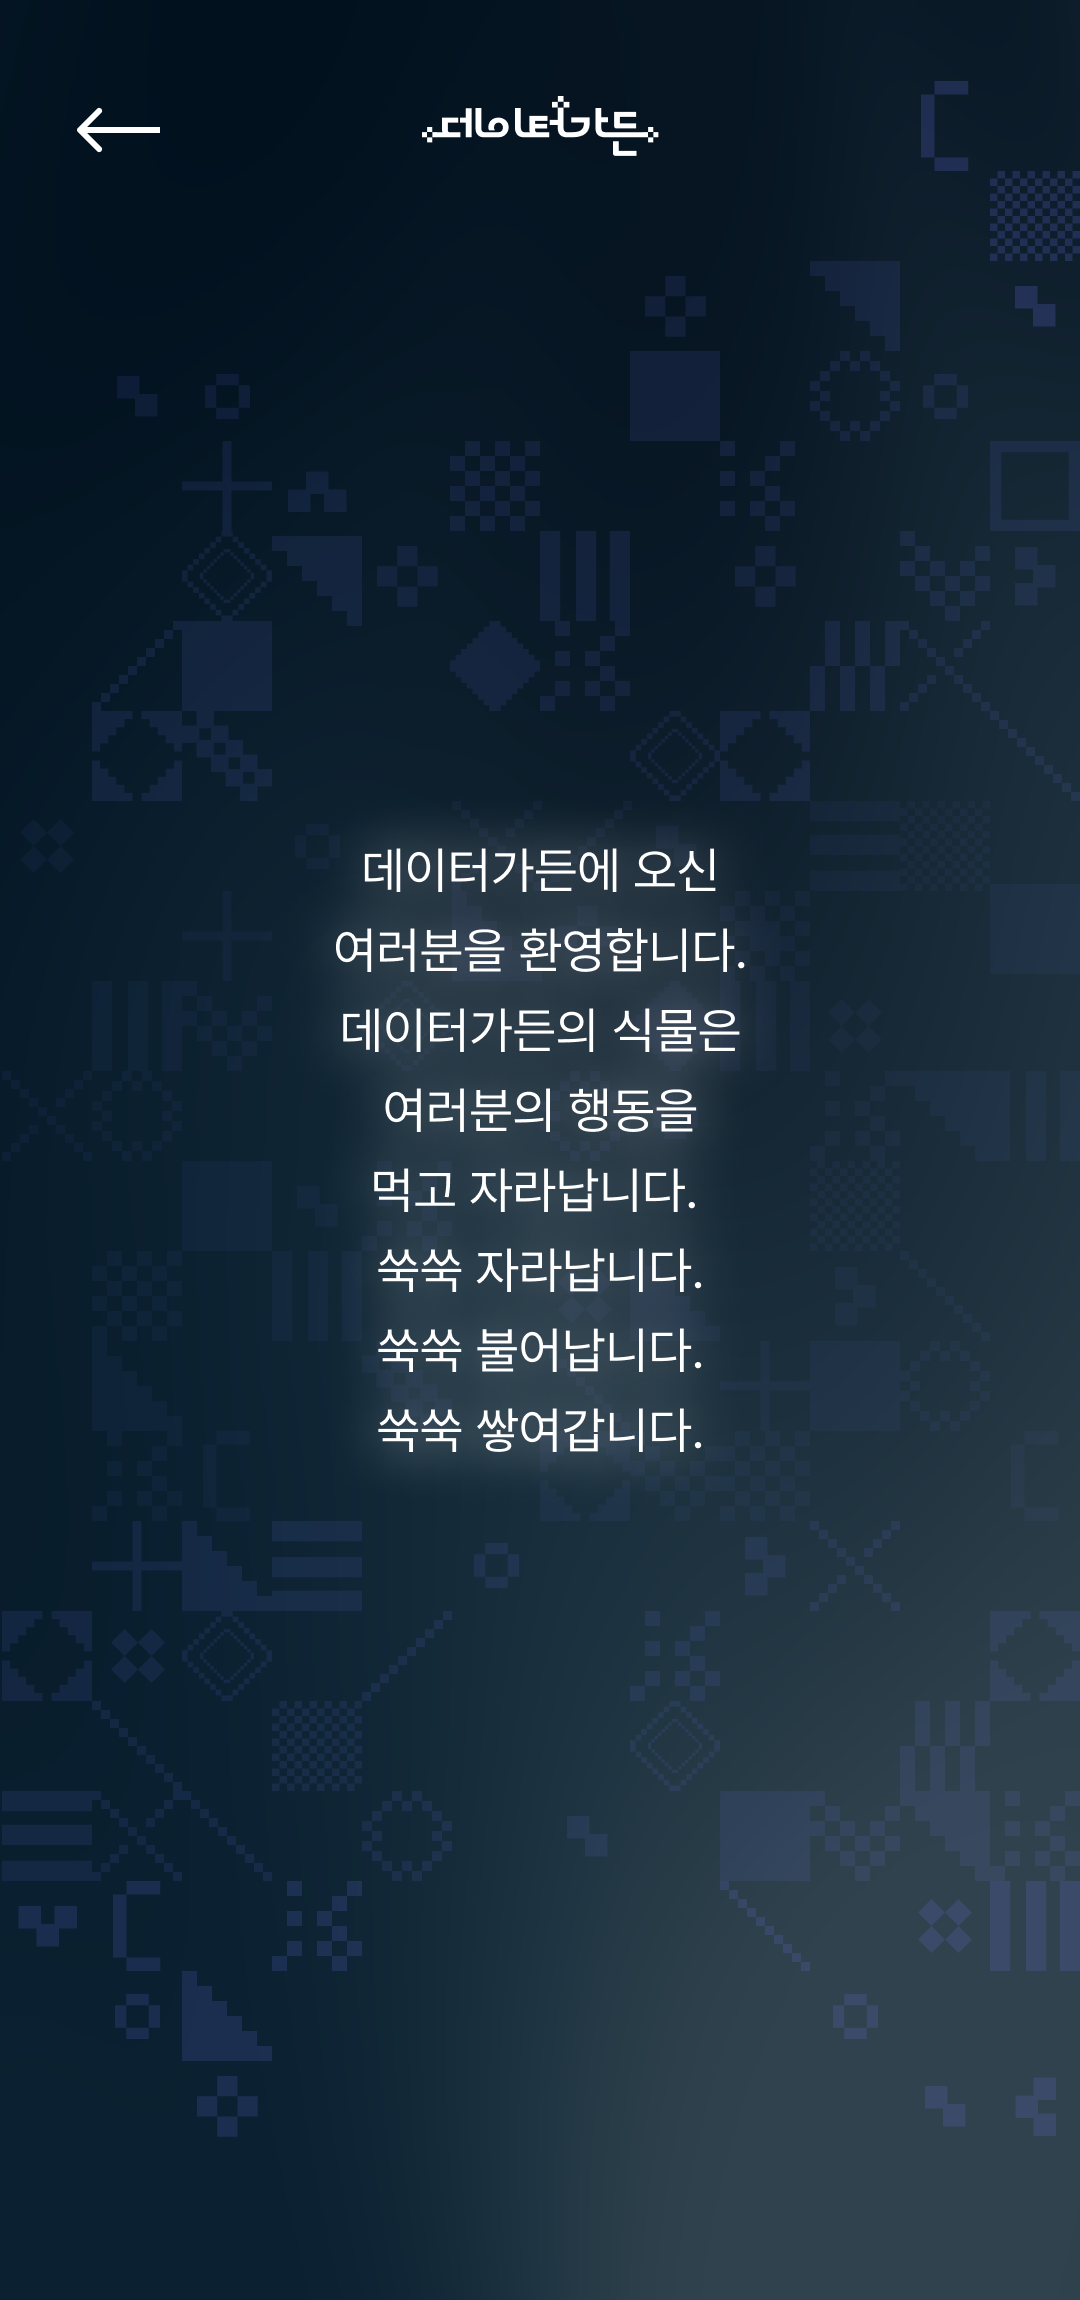 데이터가든
데이터가든에 오신
여러분을 환영합니다.
데이터가든의 식물은
여러분의 행동을
먹고 자라납니다.
쑥쑥 자라납니다.
쑥쑥 불어납니다.
쑥쑥 쌓여갑니다.